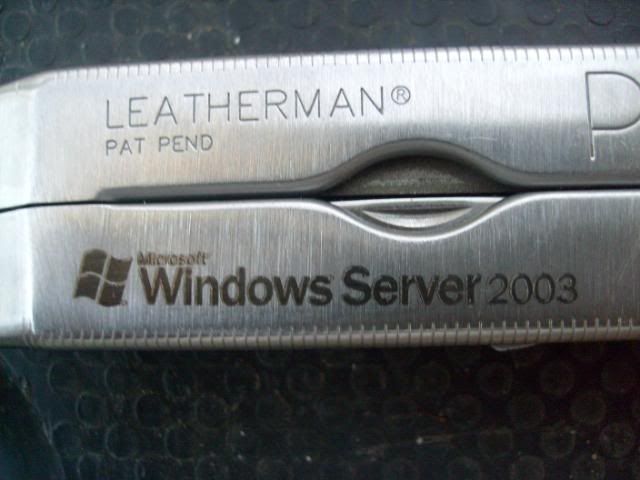 LEATHERMAN®
PAT PEND
P
Microsoft
Windows Server 2003